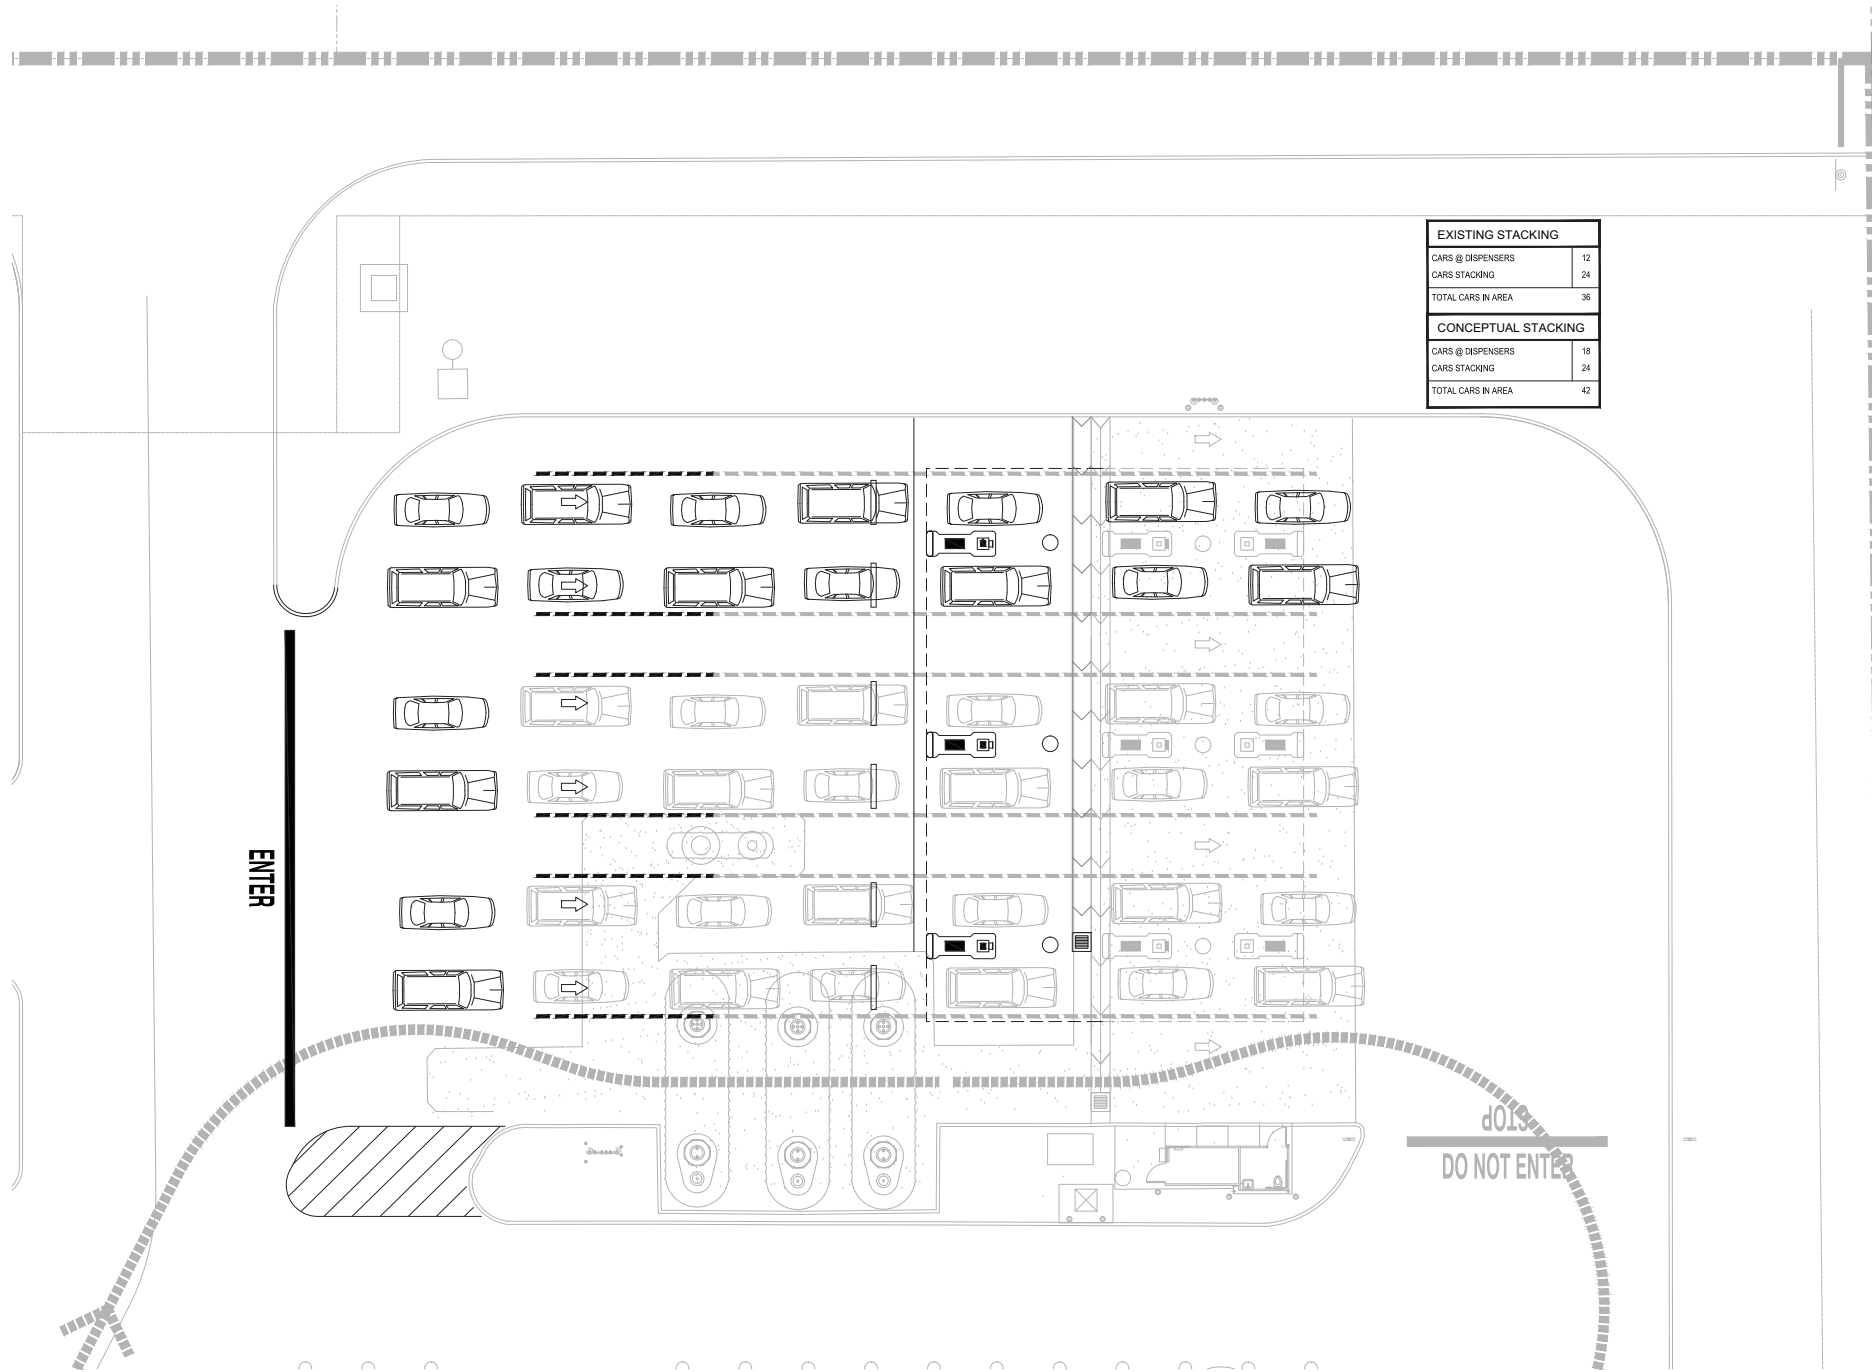 EXISTING STACKING
CARS @ DISPENSERS 12
CARS STACKING 24
TOTAL CARS IN AREA 36
CONCEPTUAL STACKING
CARS @ DISPENSERS 18
CARS STACKING 24
TOTAL CARS IN AREA 42
ENTER
STOP
DO NOT ENTER